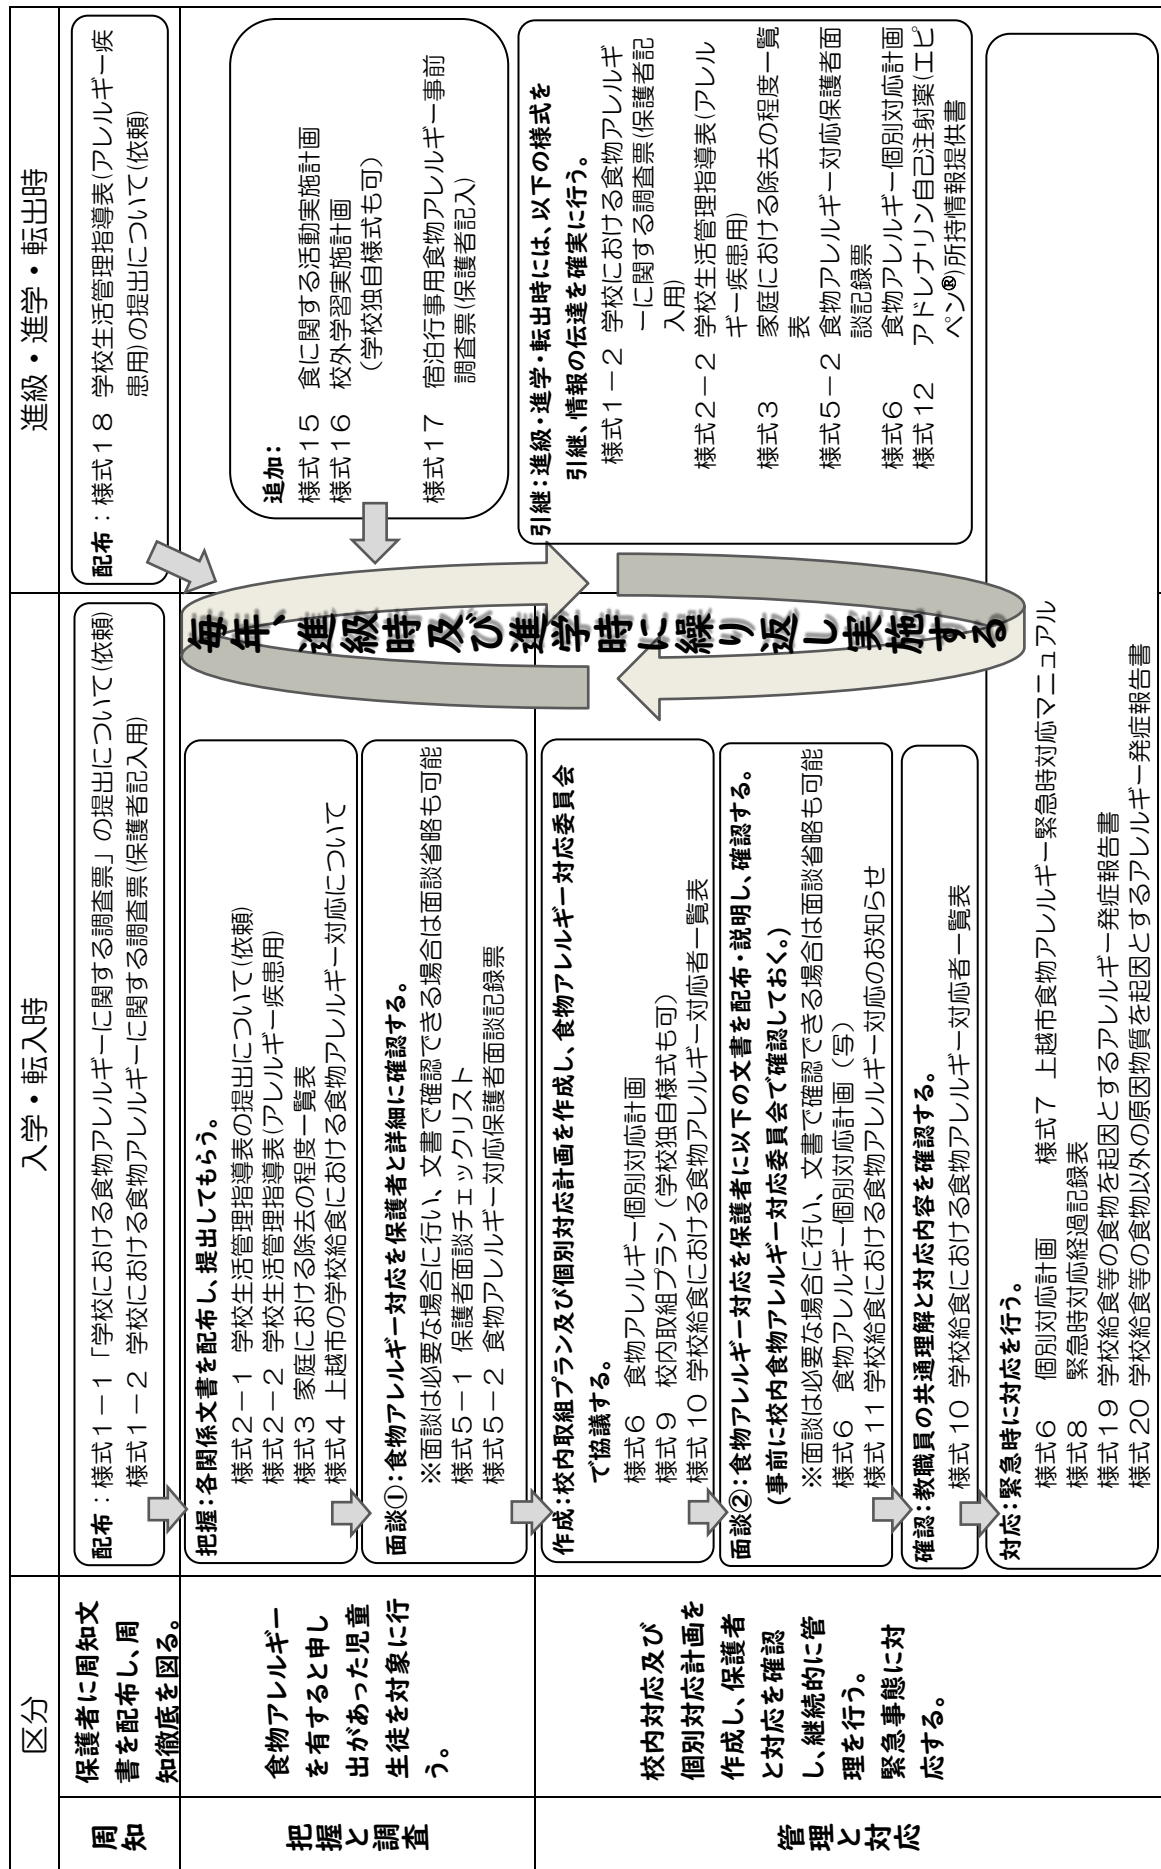 区分
入学・転入時
進級・進学・転出時
周知
保護者に周知文
書を配布し、周
知徹底を図る。
配布：様式１－１「学校における食物アレルギーに関する調査票」の提出について(依頼)
様式１－２ 学校における食物アレルギーに関する調査票(保護者記入用)
配布：様式１８ 学校生活管理指導表(アレルギー疾
患用)の提出について(依頼)
把握と調査
食物アレルギー
を有すると申し
出があった児童
生徒を対象に行
う。
把握：各関係文書を配布し、提出してもらう。
様式２－１ 学校生活管理指導表の提出について(依頼)
様式２－２ 学校生活管理指導表(アレルギー疾患用)
様式３ 家庭における除去の程度一覧表
様式４ 上越市の学校給食における食物アレルギー対応について
面談①：食物アレルギー対応を保護者と詳細に確認する。
※面談は必要な場合に行い、文書で確認できる場合は面談省略も可能
様式５－１ 保護者面談チェックリスト
様式５－２ 食物アレルギー対応保護者面談記録票
追加：
様式１５ 食に関する活動実施計画
様式１６ 校外学習実施計画
（学校独自様式も可）
様式１７ 宿泊行事用食物アレルギー事前
調査票(保護者記入)
毎年、進級時及び進学時に繰り返し実施する
管理と対応
校内対応及び
個別対応計画を
作成し、保護者
と対応を確認
し、継続的に管
理を行う。
緊急事態に対
応する。
作成：校内取組プラン及び個別対応計画を作成し、食物アレルギー対応委員会
で協議する。
様式６ 食物アレルギー個別対応計画
様式９ 校内取組プラン（学校独自様式も可）
様式１０ 学校給食における食物アレルギー対応者一覧表
面談②：食物アレルギー対応を保護者に以下の文書を配布・説明し、確認する。
(事前に校内食物アレルギー対応委員会で確認しておく。)
※面談は必要な場合に行い、文書で確認できる場合は面談省略も可能
様式６ 食物アレルギー個別対応計画（写）
様式１１ 学校給食における食物アレルギー対応のお知らせ
確認：教職員の共通理解と対応内容を確認する。
様式１０ 学校給食における食物アレルギー対応者一覧表
引継：進級・進学・転出時には、以下の様式を
引継、情報の伝達を確実に行う。
様式１－２ 学校における食物アレルギ
ーに関する調査票(保護者記
入用)
様式２－２ 学校生活管理指導表(アレル
ギー疾患用)
様式３ 家庭における除去の程度一覧
表
様式５－２ 食物アレルギー対応保護者面
談記録票
様式６ 食物アレルギー個別対応計画
様式１２ アドレナリン自己注射薬(エピ
ペン®)所持情報提供書
対応：緊急時に対応を行う。
様式６ 個別対応計画 様式７ 上越市食物アレルギー緊急時対応マニュアル
様式８ 緊急時対応経過記録表
様式１９ 学校給食等の食物を起因とするアレルギー発症報告書
様式２０ 学校給食等の食物以外の原因物質を起因とするアレルギー発症報告書